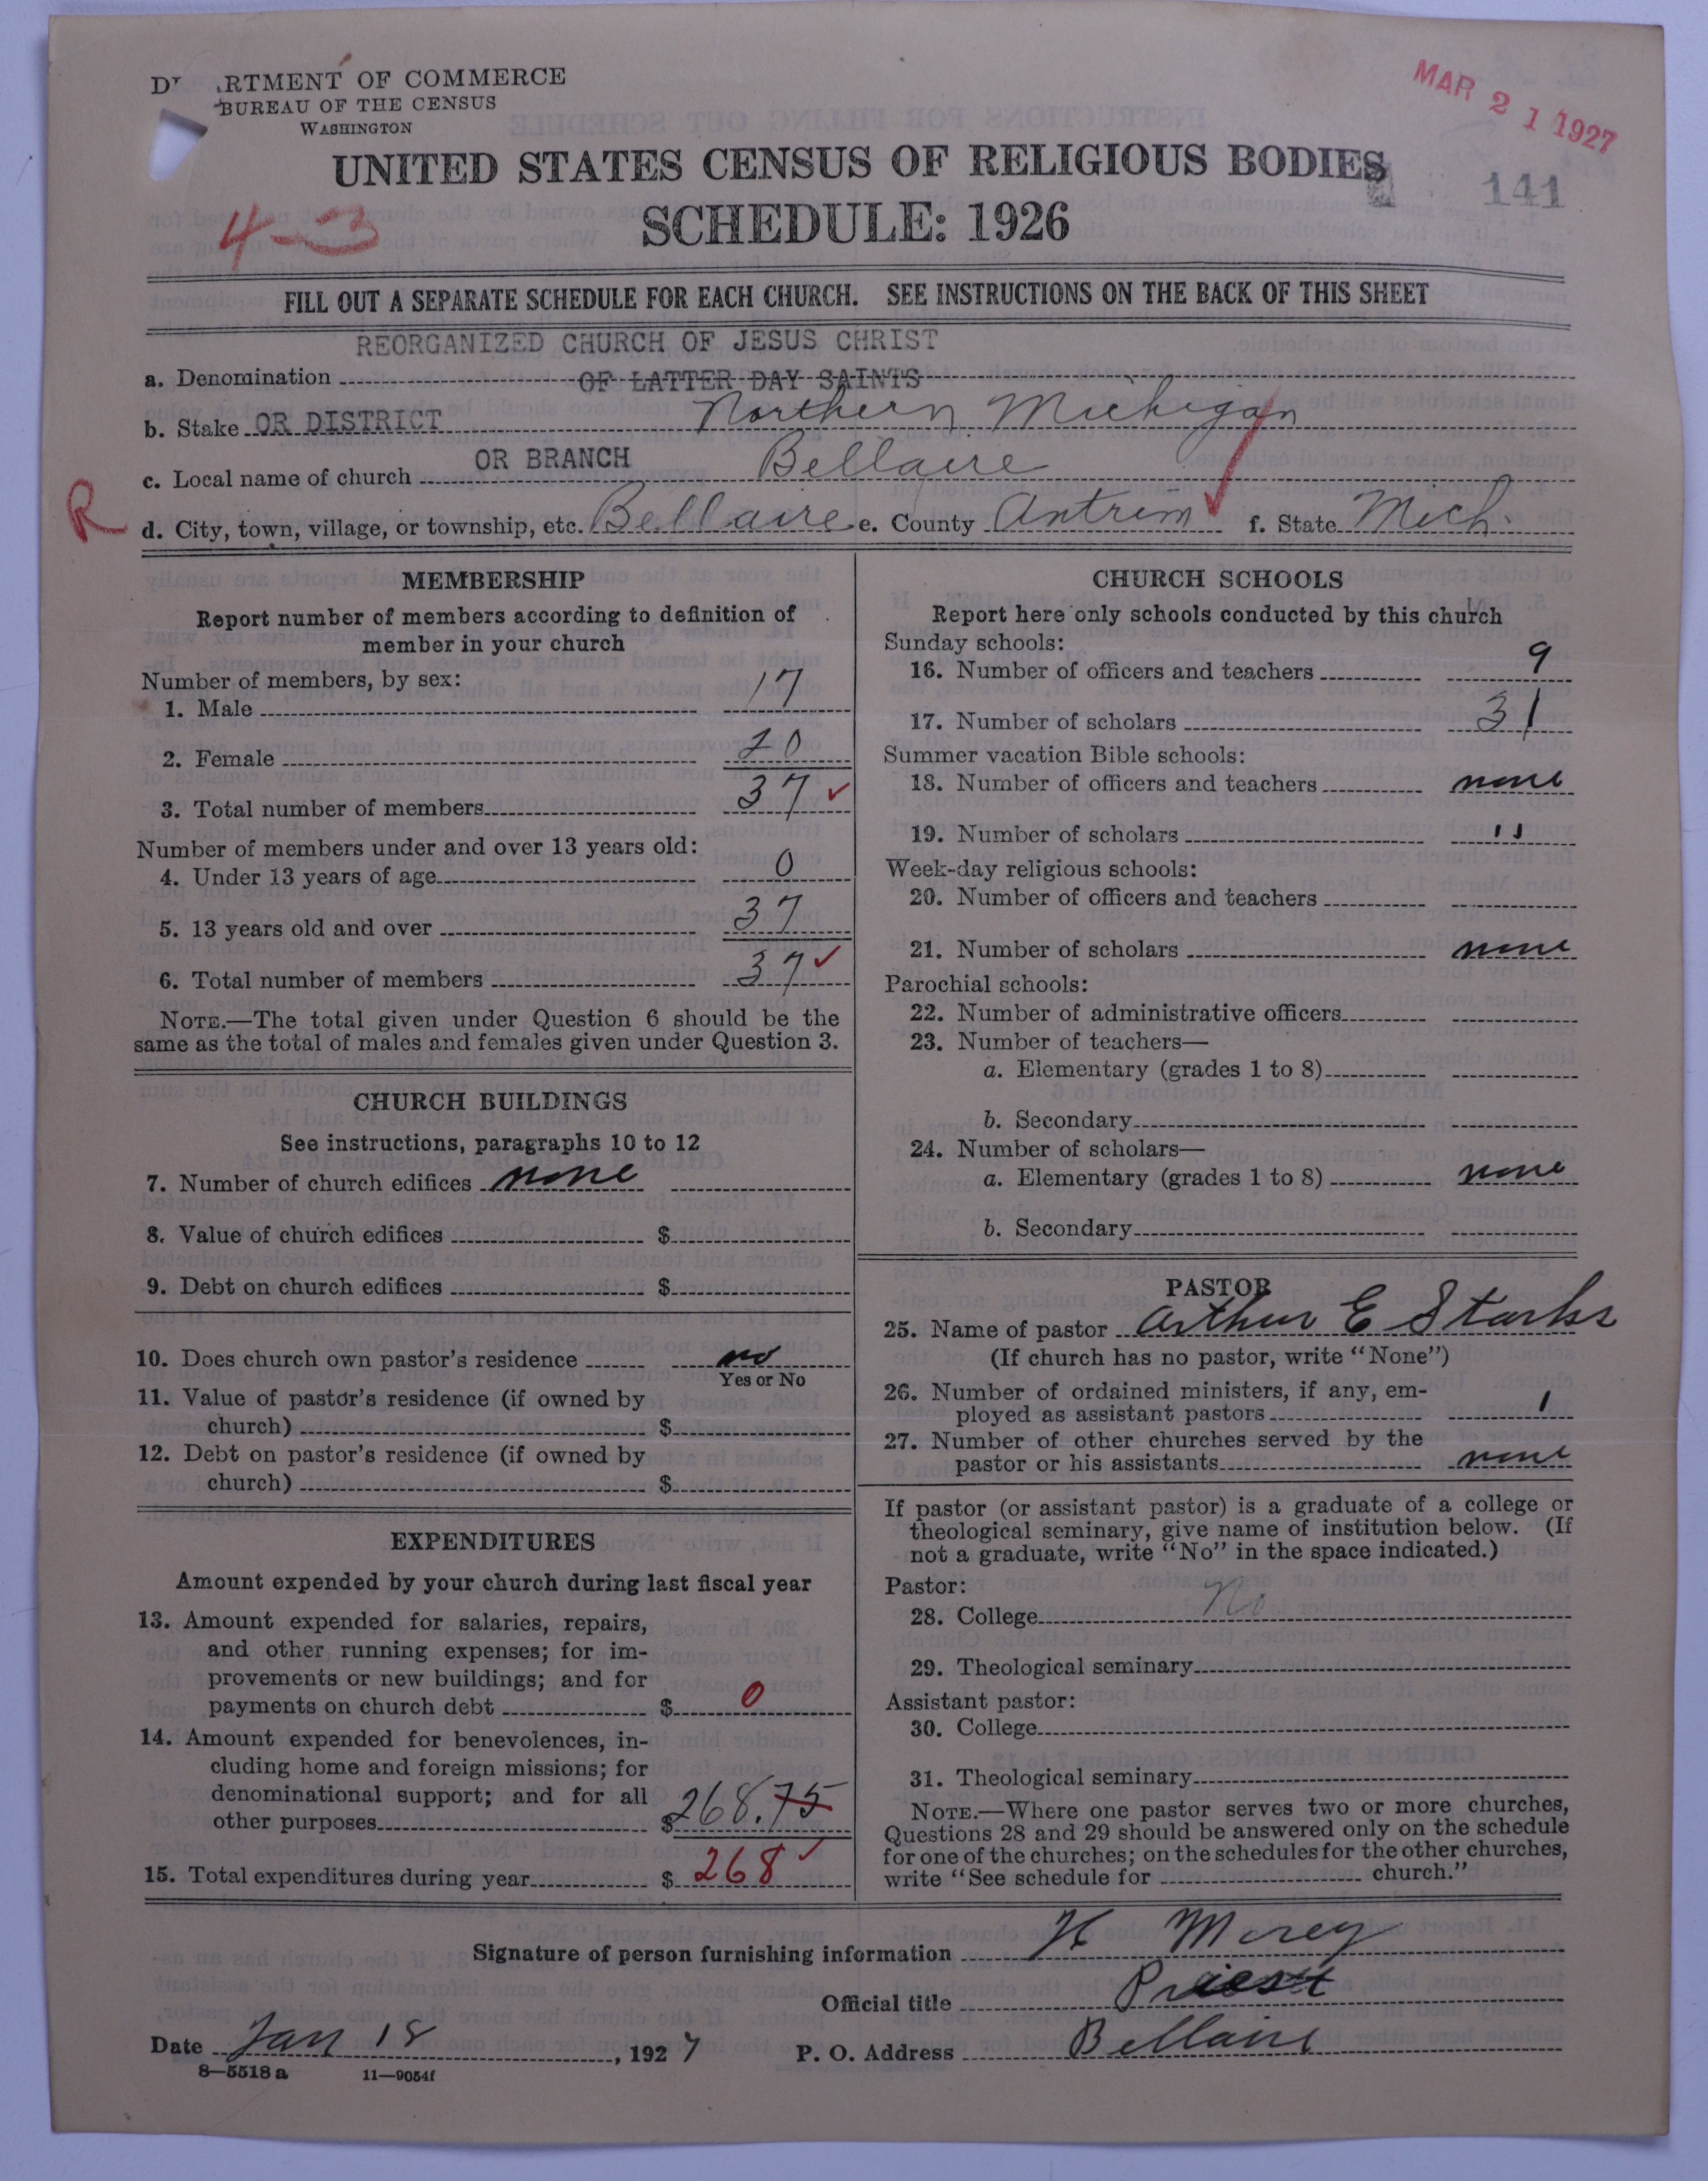 DEPARTMENT OF COMMERCE
BUREAU OF THE CENSUS
WASHINGTON
MAR 21 1927
UNITED STATES CENSUS OF RELIGIOUS BODIES
141
4-3
SCHEDULE: 1926
FILL OUT A SEPARATE SCHEDULE FOR EACH CHURCH. SEE INSTRUCTIONS ON THE BACK OF THIS SHEET
REORGANIZED CHURCH OF JESUS CHRIST
a. Denomination OF LATTER DAY SAINTS
b. Stake OR DISTRICT Northern Michigan
c. Local name of church OR BRANCH Bellaire
R d. City, town, village, or township, etc. Bellaire e. County Antrim ✓ f. State Mich.
MEMBERSHIP
Report number of members according to definition of
member in your church
Number of members, by sex:
1. Male 17
2. Female 20
3. Total number of members 37 ✓
Number of members under and over 13 years old:
4. Under 13 years of age 0
5. 13 years old and over 37
6. Total number of members 37 ✓
NOTE.—The total given under Question 6 should be the
same as the total of males and females given under Question 3.
CHURCH BUILDINGS
See instructions, paragraphs 10 to 12
7. Number of church edifices none
8. Value of church edifices $
9. Debt on church edifices $
10. Does church own pastor's residence no
Yes or No
11. Value of pastor's residence (if owned by
church) $
12. Debt on pastor's residence (if owned by
church) $
EXPENDITURES
Amount expended by your church during last fiscal year
13. Amount expended for salaries, repairs,
and other running expenses; for im-
provements or new buildings; and for
payments on church debt $ 0
14. Amount expended for benevolences, in-
cluding home and foreign missions; for
denominational support; and for all
other purposes $ 268.75
15. Total expenditures during year $ 268 ✓
CHURCH SCHOOLS
Report here only schools conducted by this church
Sunday schools:
16. Number of officers and teachers 9
17. Number of scholars 31
Summer vacation Bible schools:
18. Number of officers and teachers none
19. Number of scholars "
Week-day religious schools:
20. Number of officers and teachers
21. Number of scholars none
Parochial schools:
22. Number of administrative officers
23. Number of teachers—
a. Elementary (grades 1 to 8)
b. Secondary
24. Number of scholars—
a. Elementary (grades 1 to 8) none
b. Secondary
PASTOR
25. Name of pastor Arthur E Starks
(If church has no pastor, write "None")
26. Number of ordained ministers, if any, em-
ployed as assistant pastors 1
27. Number of other churches served by the
pastor or his assistants none
If pastor (or assistant pastor) is a graduate of a college or
theological seminary, give name of institution below. (If
not a graduate, write "No" in the space indicated.)
Pastor:
28. College No
29. Theological seminary
Assistant pastor:
30. College
31. Theological seminary
NOTE.—Where one pastor serves two or more churches,
Questions 28 and 29 should be answered only on the schedule
for one of the churches; on the schedules for the other churches,
write "See schedule for church."
Signature of person furnishing information H Morey
Official title Priest
Date Jan 18, 1927 P. O. Address Bellaire
8—5518 a 11—9054f